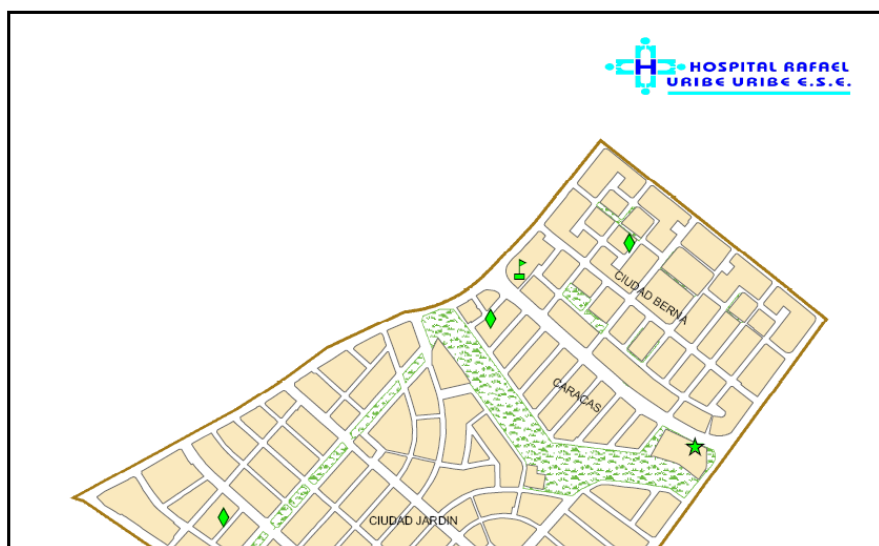 HOSPITAL RAFAEL
URIBE URIBE E.S.E.
CIUDAD BERNA
CARACAS
CIUDAD JARDIN